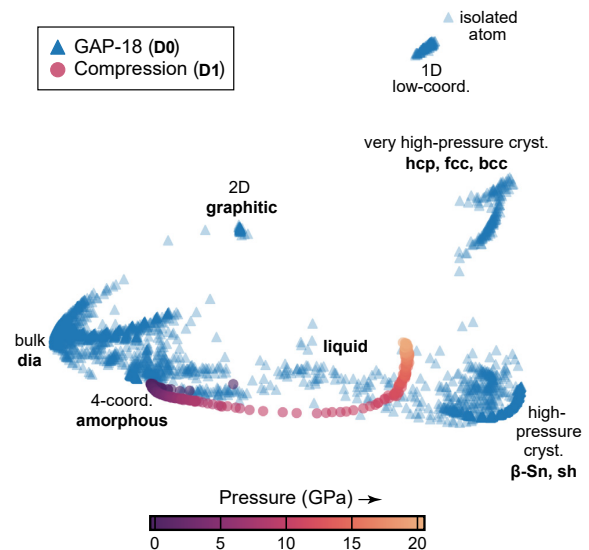 GAP-18 (D0)
Compression (D1)
isolated
atom
1D
low-coord.
very high-pressure cryst.
hcp, fcc, bcc
2D
graphitic
bulk
dia
liquid
4-coord.
amorphous
high-
pressure
cryst.
β-Sn, sh
Pressure (GPa) →
0 5 10 15 20